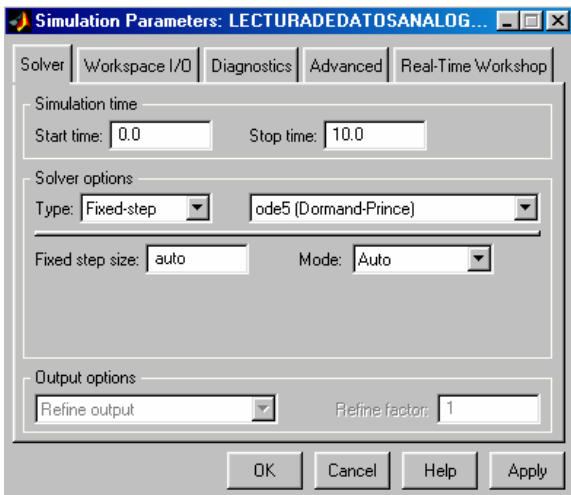 Simulation Parameters: LECTURADEDATOSANALOG...
Solver Workspace I/O Diagnostics Advanced Real-Time Workshop
Simulation time
Start time: 0.0 Stop time: 10.0
Solver options
Type: Fixed-step ode5 (Dormand-Prince)
Fixed step size: auto Mode: Auto
Output options
Refine output Refine factor: 1
OK Cancel Help Apply